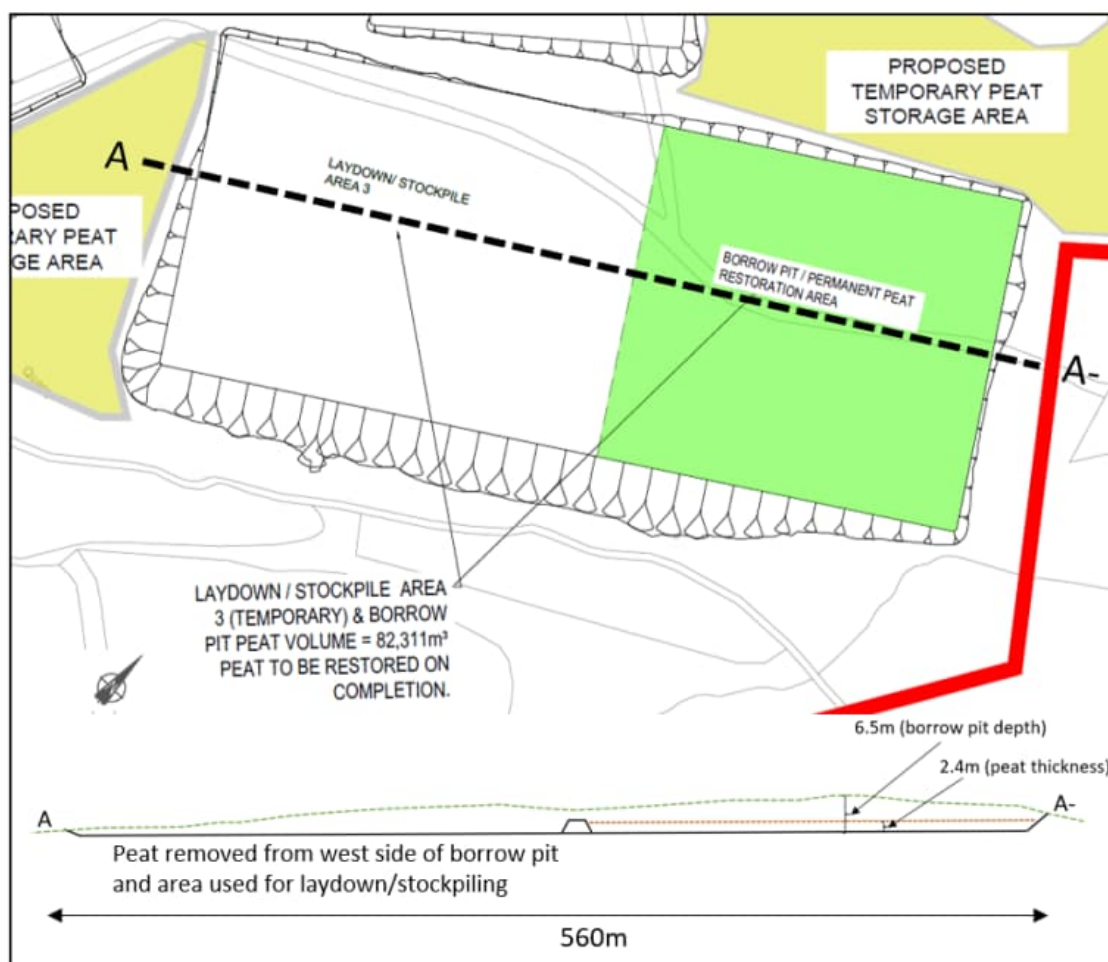 PROPOSED
TEMPORARY PEAT
STORAGE AREA
A
LAYDOWN/ STOCKPILE
AREA 3
POSED
RARY PEAT
GE AREA
BORROW PIT / PERMANENT PEAT
RESTORATION AREA
A-
LAYDOWN / STOCKPILE AREA
3 (TEMPORARY) & BORROW
PIT PEAT VOLUME = 82,311m³
PEAT TO BE RESTORED ON
COMPLETION.
6.5m (borrow pit depth)
2.4m (peat thickness)
A
A-
Peat removed from west side of borrow pit
and area used for laydown/stockpiling
560m